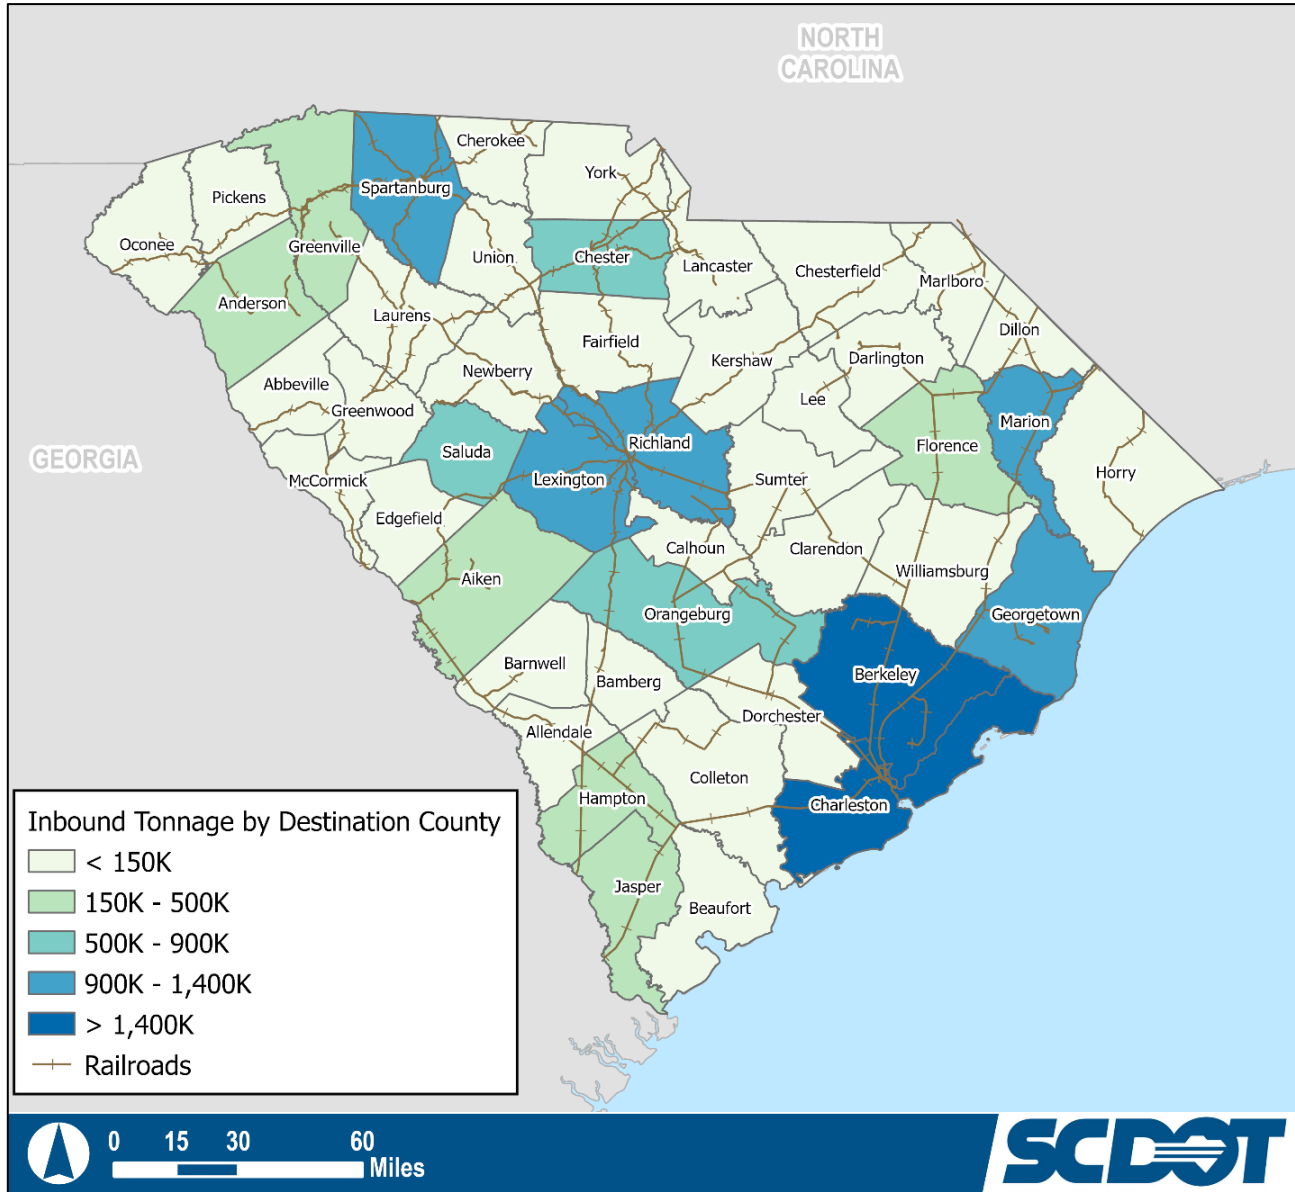 NORTH
CAROLINA
Cherokee
York
Pickens
Spartanburg
Oconee
Greenville
Union
Chester
Lancaster
Chesterfield
Marlboro
Anderson
Laurens
Dillon
Fairfield
Kershaw
Darlington
Newberry
Abbeville
Greenwood
Lee
Marion
GEORGIA
Saluda
Richland
Florence
Horry
McCormick
Lexington
Sumter
Edgefield
Calhoun
Clarendon
Williamsburg
Aiken
Orangeburg
Georgetown
Barnwell
Bamberg
Berkeley
Dorchester
Allendale
Colleton
Hampton
Charleston
Jasper
Beaufort
Inbound Tonnage by Destination County
< 150K
150K - 500K
500K - 900K
900K - 1,400K
> 1,400K
Railroads
0 15 30 60
Miles
SCDOT